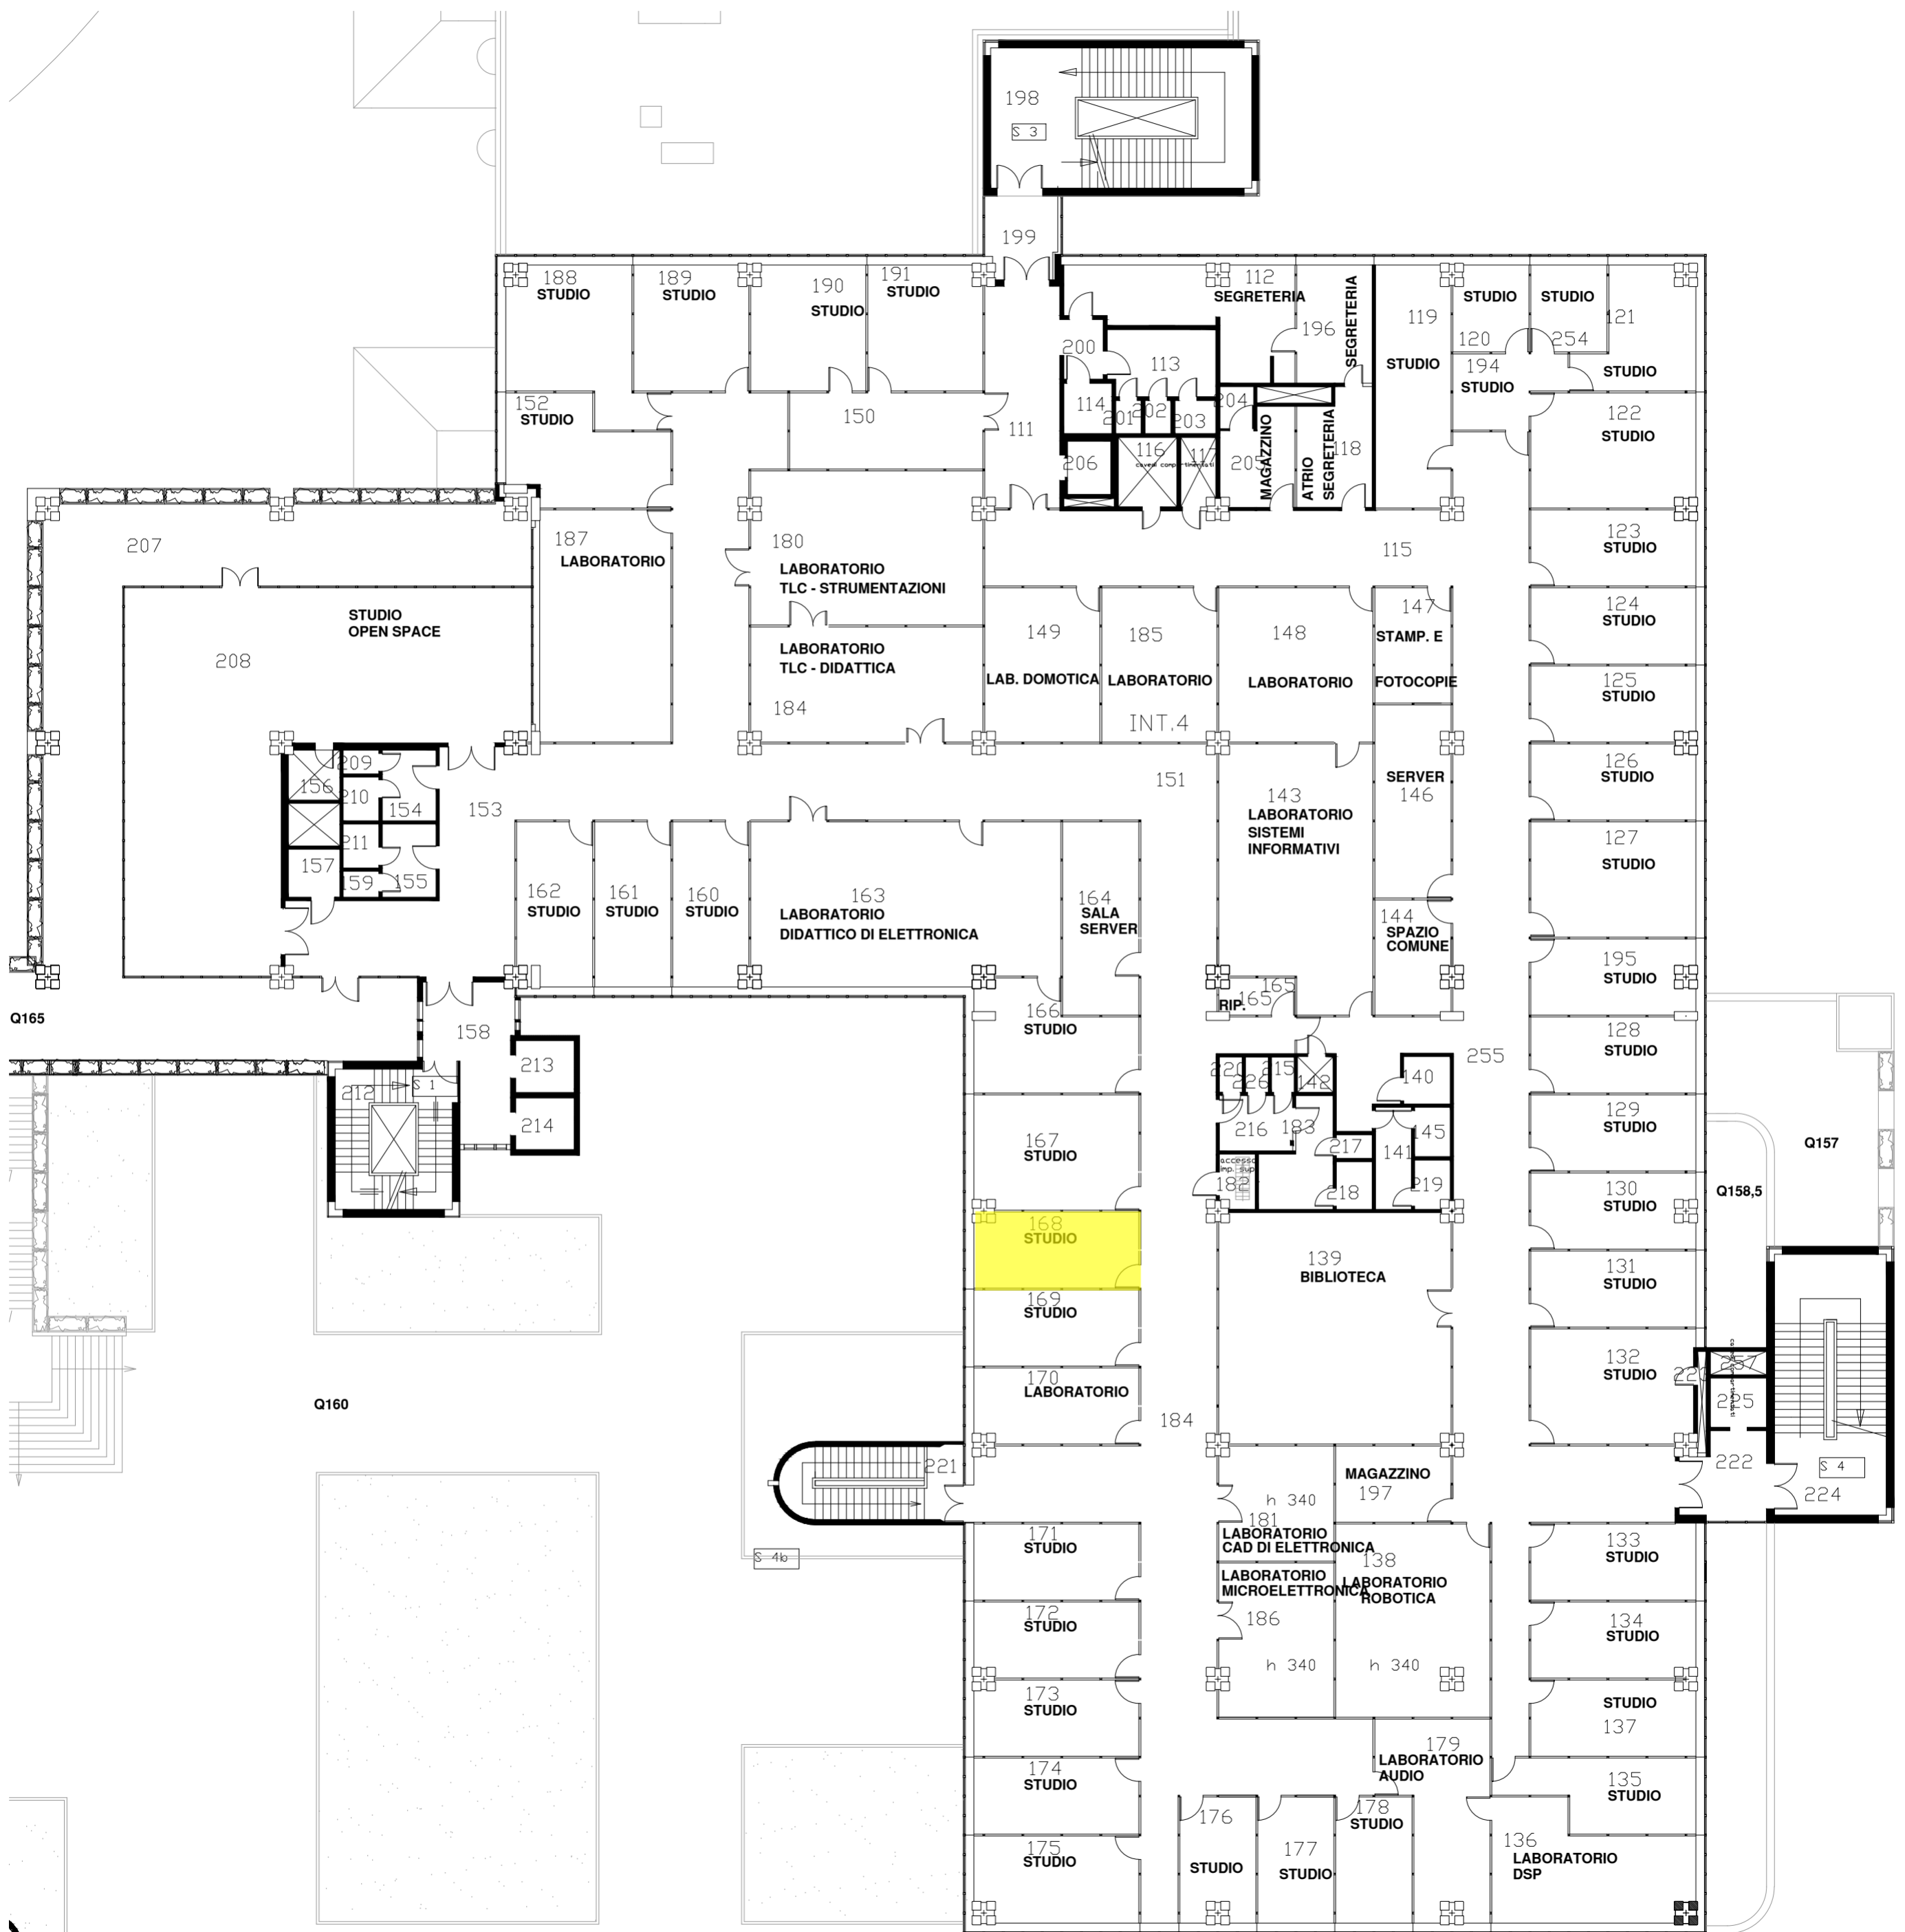 198
S 3
199
188
STUDIO
189
STUDIO
190
STUDIO
191
STUDIO
112
SEGRETERIA
196
SEGRETERIA
119
STUDIO
STUDIO
120
STUDIO
254
121
STUDIO
194
STUDIO
200
113
114
201
202
203
204
152
STUDIO
150
111
206
116
117
205
MAGAZZINO
ATRIO
SEGRETERIA
118
122
STUDIO
207
187
LABORATORIO
180
LABORATORIO
TLC - STRUMENTAZIONI
115
123
STUDIO
STUDIO
OPEN SPACE
208
LABORATORIO
TLC - DIDATTICA
184
149
LAB. DOMOTICA
185
LABORATORIO
INT.4
148
LABORATORIO
147
STAMP. E
FOTOCOPIE
124
STUDIO
125
STUDIO
209
156
210
154
153
211
157
159
155
151
143
LABORATORIO
SISTEMI
INFORMATIVI
SERVER
146
126
STUDIO
127
STUDIO
162
STUDIO
161
STUDIO
160
STUDIO
163
LABORATORIO
DIDATTICO DI ELETTRONICA
164
SALA
SERVER
144
SPAZIO
COMUNE
195
STUDIO
Q165
158
166
STUDIO
RIP.
165
165
255
128
STUDIO
213
212
S 1
214
220
226
215
142
140
129
STUDIO
Q157
167
STUDIO
216
183
217
141
145
accesso
imp. sup
182
218
219
130
STUDIO
Q158,5
168
STUDIO
139
BIBLIOTECA
131
STUDIO
169
STUDIO
170
LABORATORIO
132
STUDIO
225
Q160
184
221
S 4b
h 340
181
LABORATORIO
CAD DI ELETTRONICA
MAGAZZINO
197
222
S 4
224
171
STUDIO
LABORATORIO
MICROELETTRONICA
186
h 340
138
LABORATORIO
ROBOTICA
h 340
133
STUDIO
172
STUDIO
134
STUDIO
173
STUDIO
STUDIO
137
174
STUDIO
179
LABORATORIO
AUDIO
135
STUDIO
175
STUDIO
176
STUDIO
177
STUDIO
178
STUDIO
136
LABORATORIO
DSP